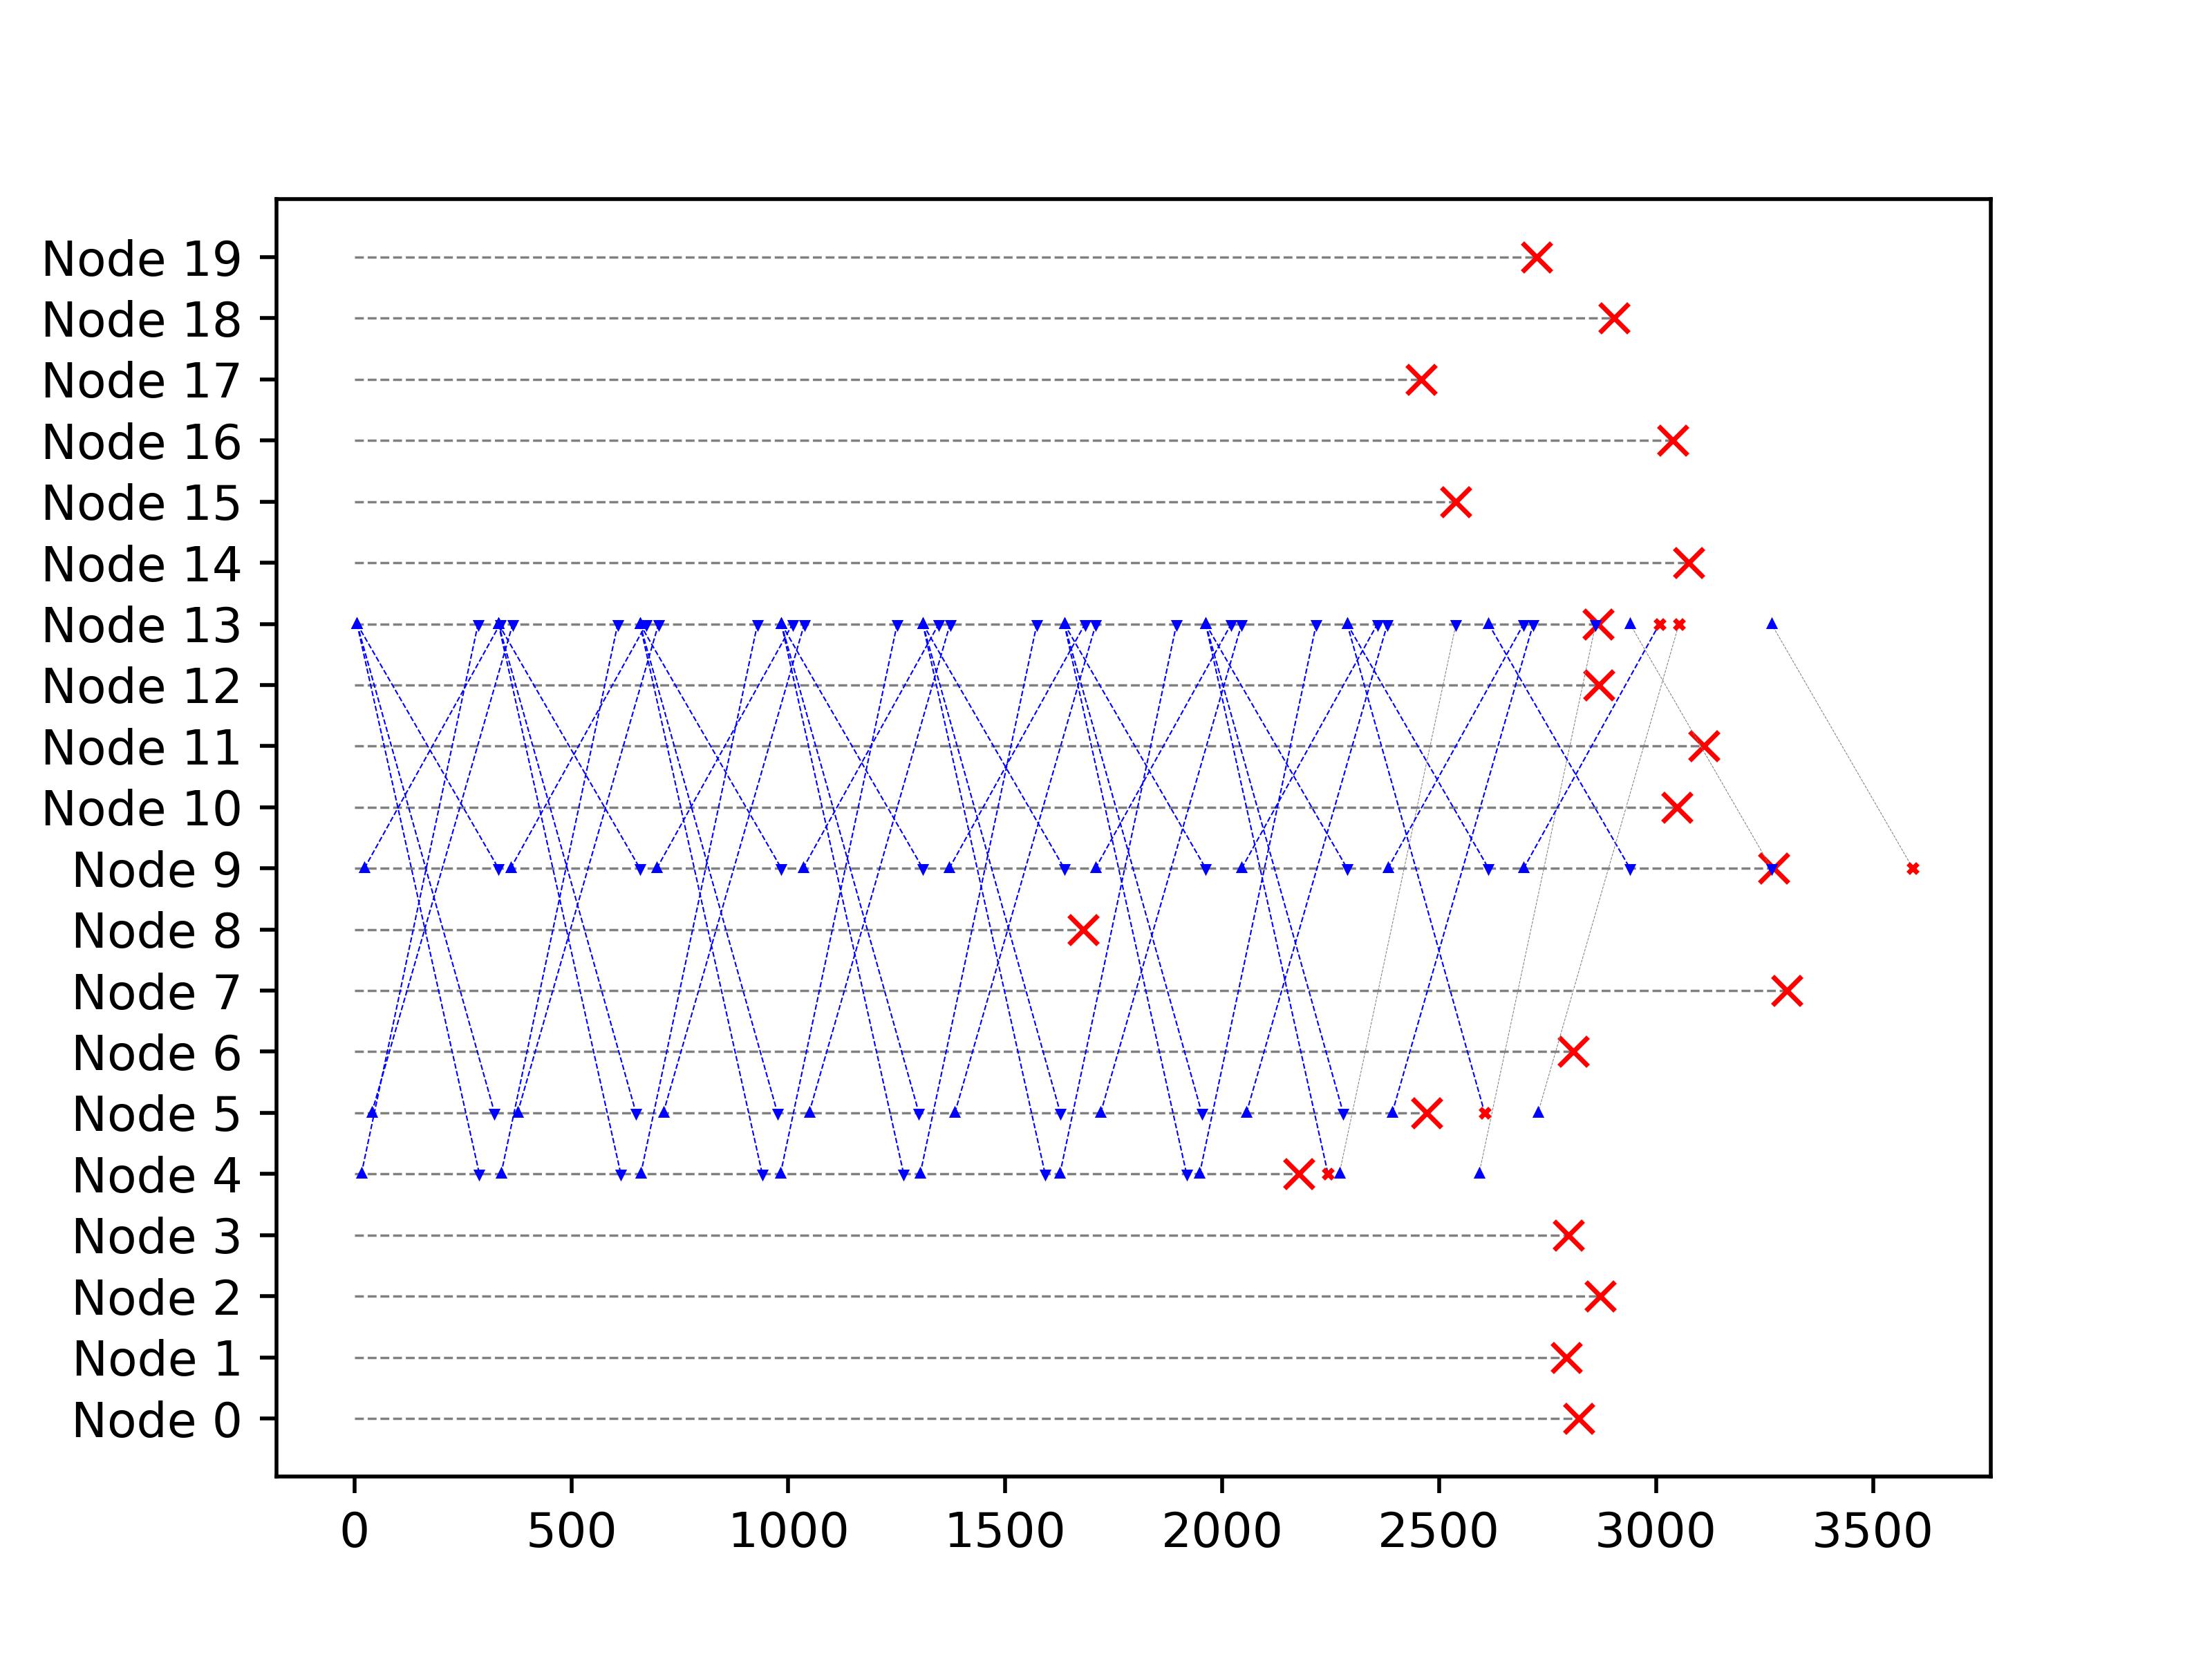 Node 19
Node 18
Node 17
Node 16
Node 15
Node 14
Node 13
Node 12
Node 11
Node 10
Node 9
Node 8
Node 7
Node 6
Node 5
Node 4
Node 3
Node 2
Node 1
Node 0
0 500 1000 1500 2000 2500 3000 3500